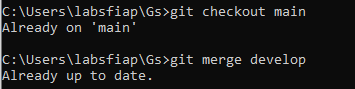 C:\Users\labsfiap\Gs>git checkout main
Already on 'main'
C:\Users\labsfiap\Gs>git merge develop
Already up to date.